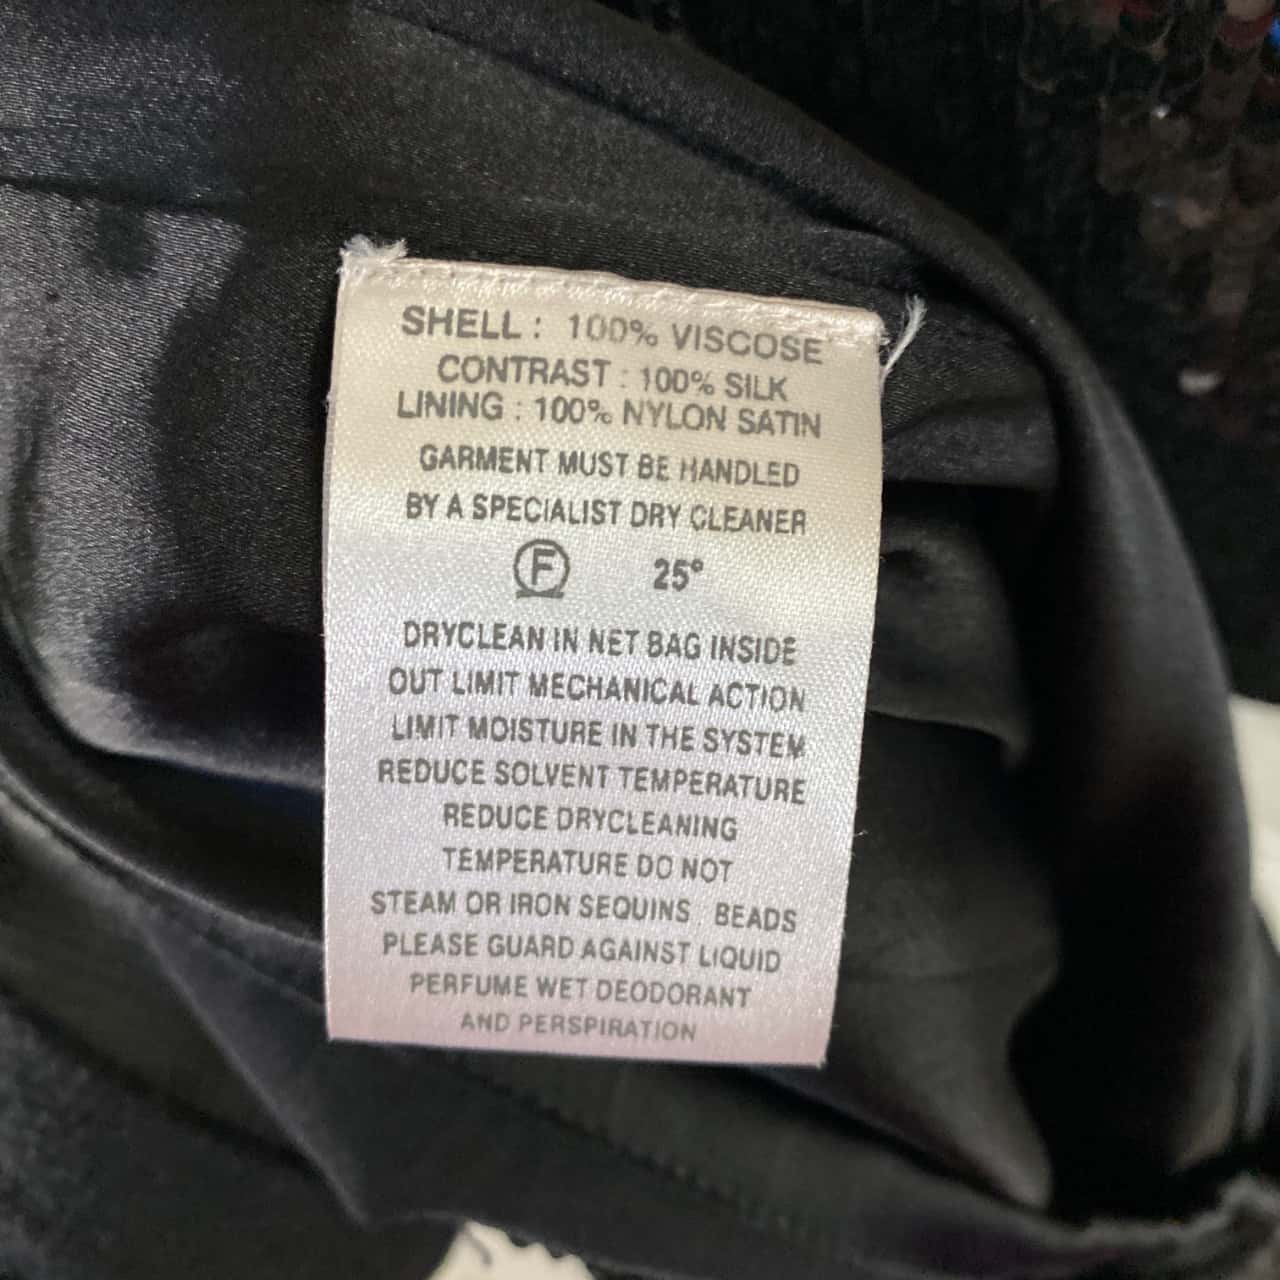 SHELL : 100% VISCOSE
CONTRAST : 100% SILK
LINING : 100% NYLON SATIN
GARMENT MUST BE HANDLED
BY A SPECIALIST DRY CLEANER
F 25°
DRYCLEAN IN NET BAG INSIDE
OUT LIMIT MECHANICAL ACTION
LIMIT MOISTURE IN THE SYSTEM
REDUCE SOLVENT TEMPERATURE
REDUCE DRYCLEANING
TEMPERATURE DO NOT
STEAM OR IRON SEQUINS BEADS
PLEASE GUARD AGAINST LIQUID
PERFUME WET DEODORANT
AND PERSPIRATION